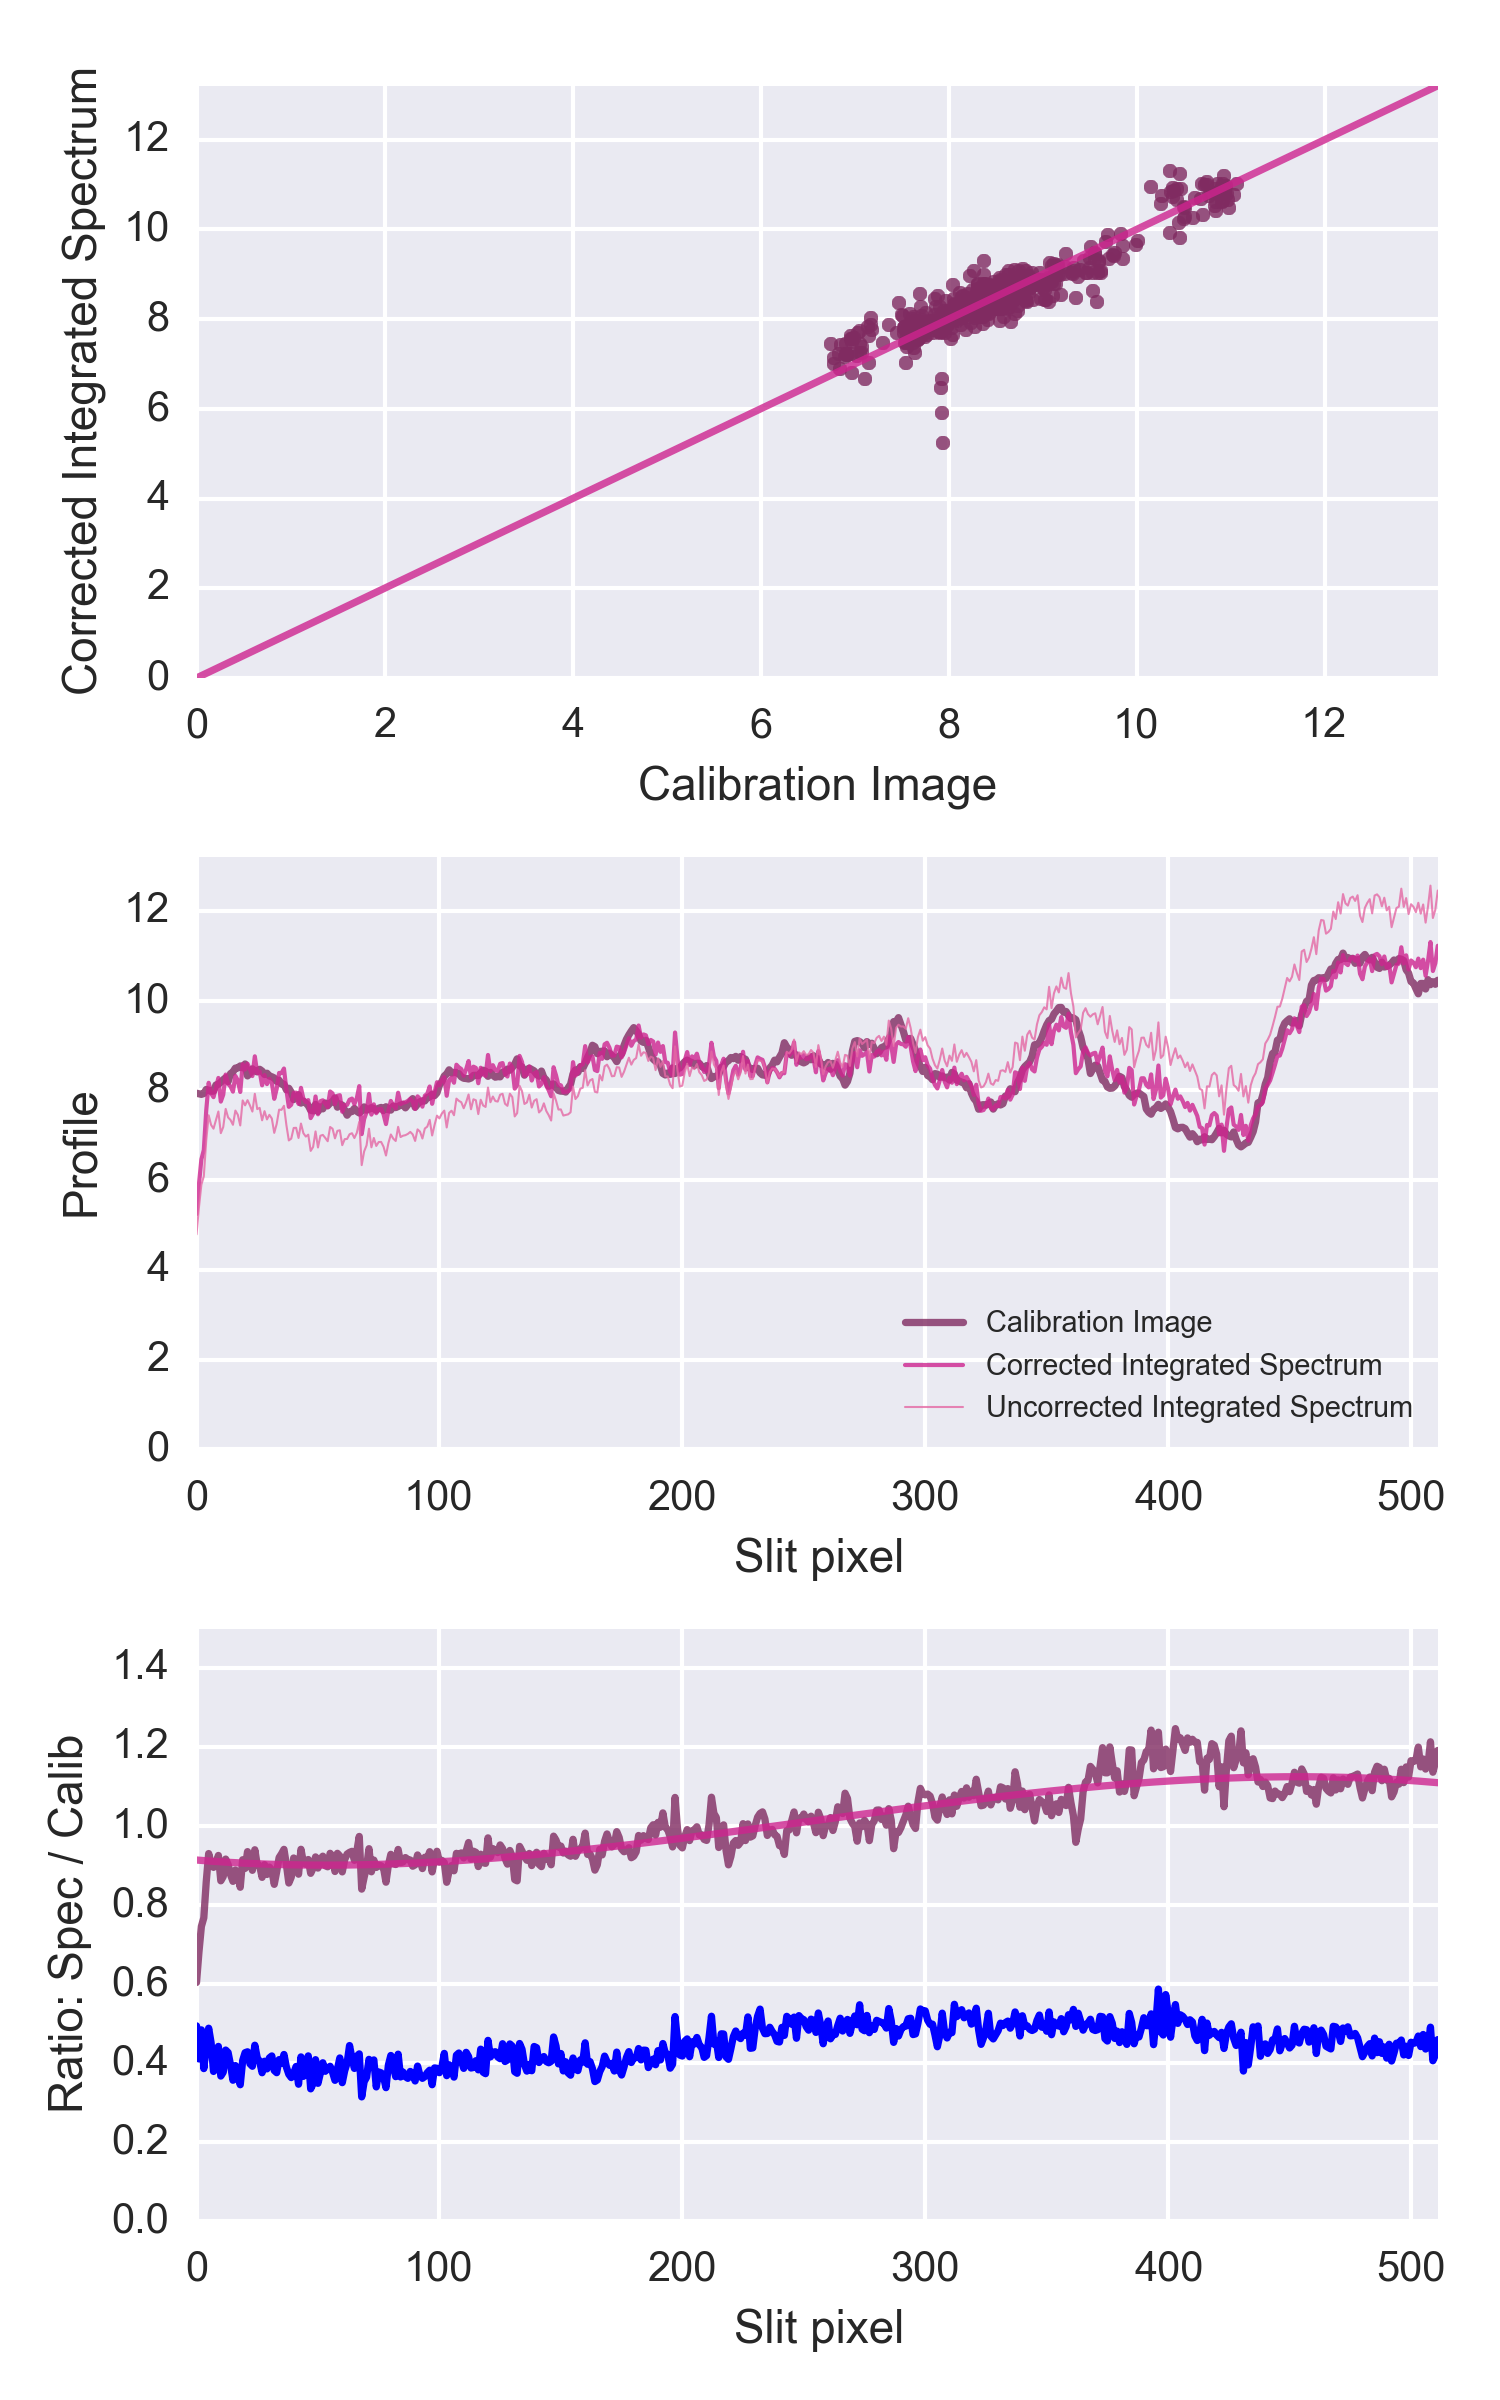 Corrected Integrated Spectrum
12
10
8
6
4
2
0
0 2 4 6 8 10 12
Calibration Image
Profile
12
10
8
6
4
2
0
Calibration Image
Corrected Integrated Spectrum
Uncorrected Integrated Spectrum
0 100 200 300 400 500
Slit pixel
Ratio: Spec / Calib
1.4
1.2
1.0
0.8
0.6
0.4
0.2
0.0
0 100 200 300 400 500
Slit pixel